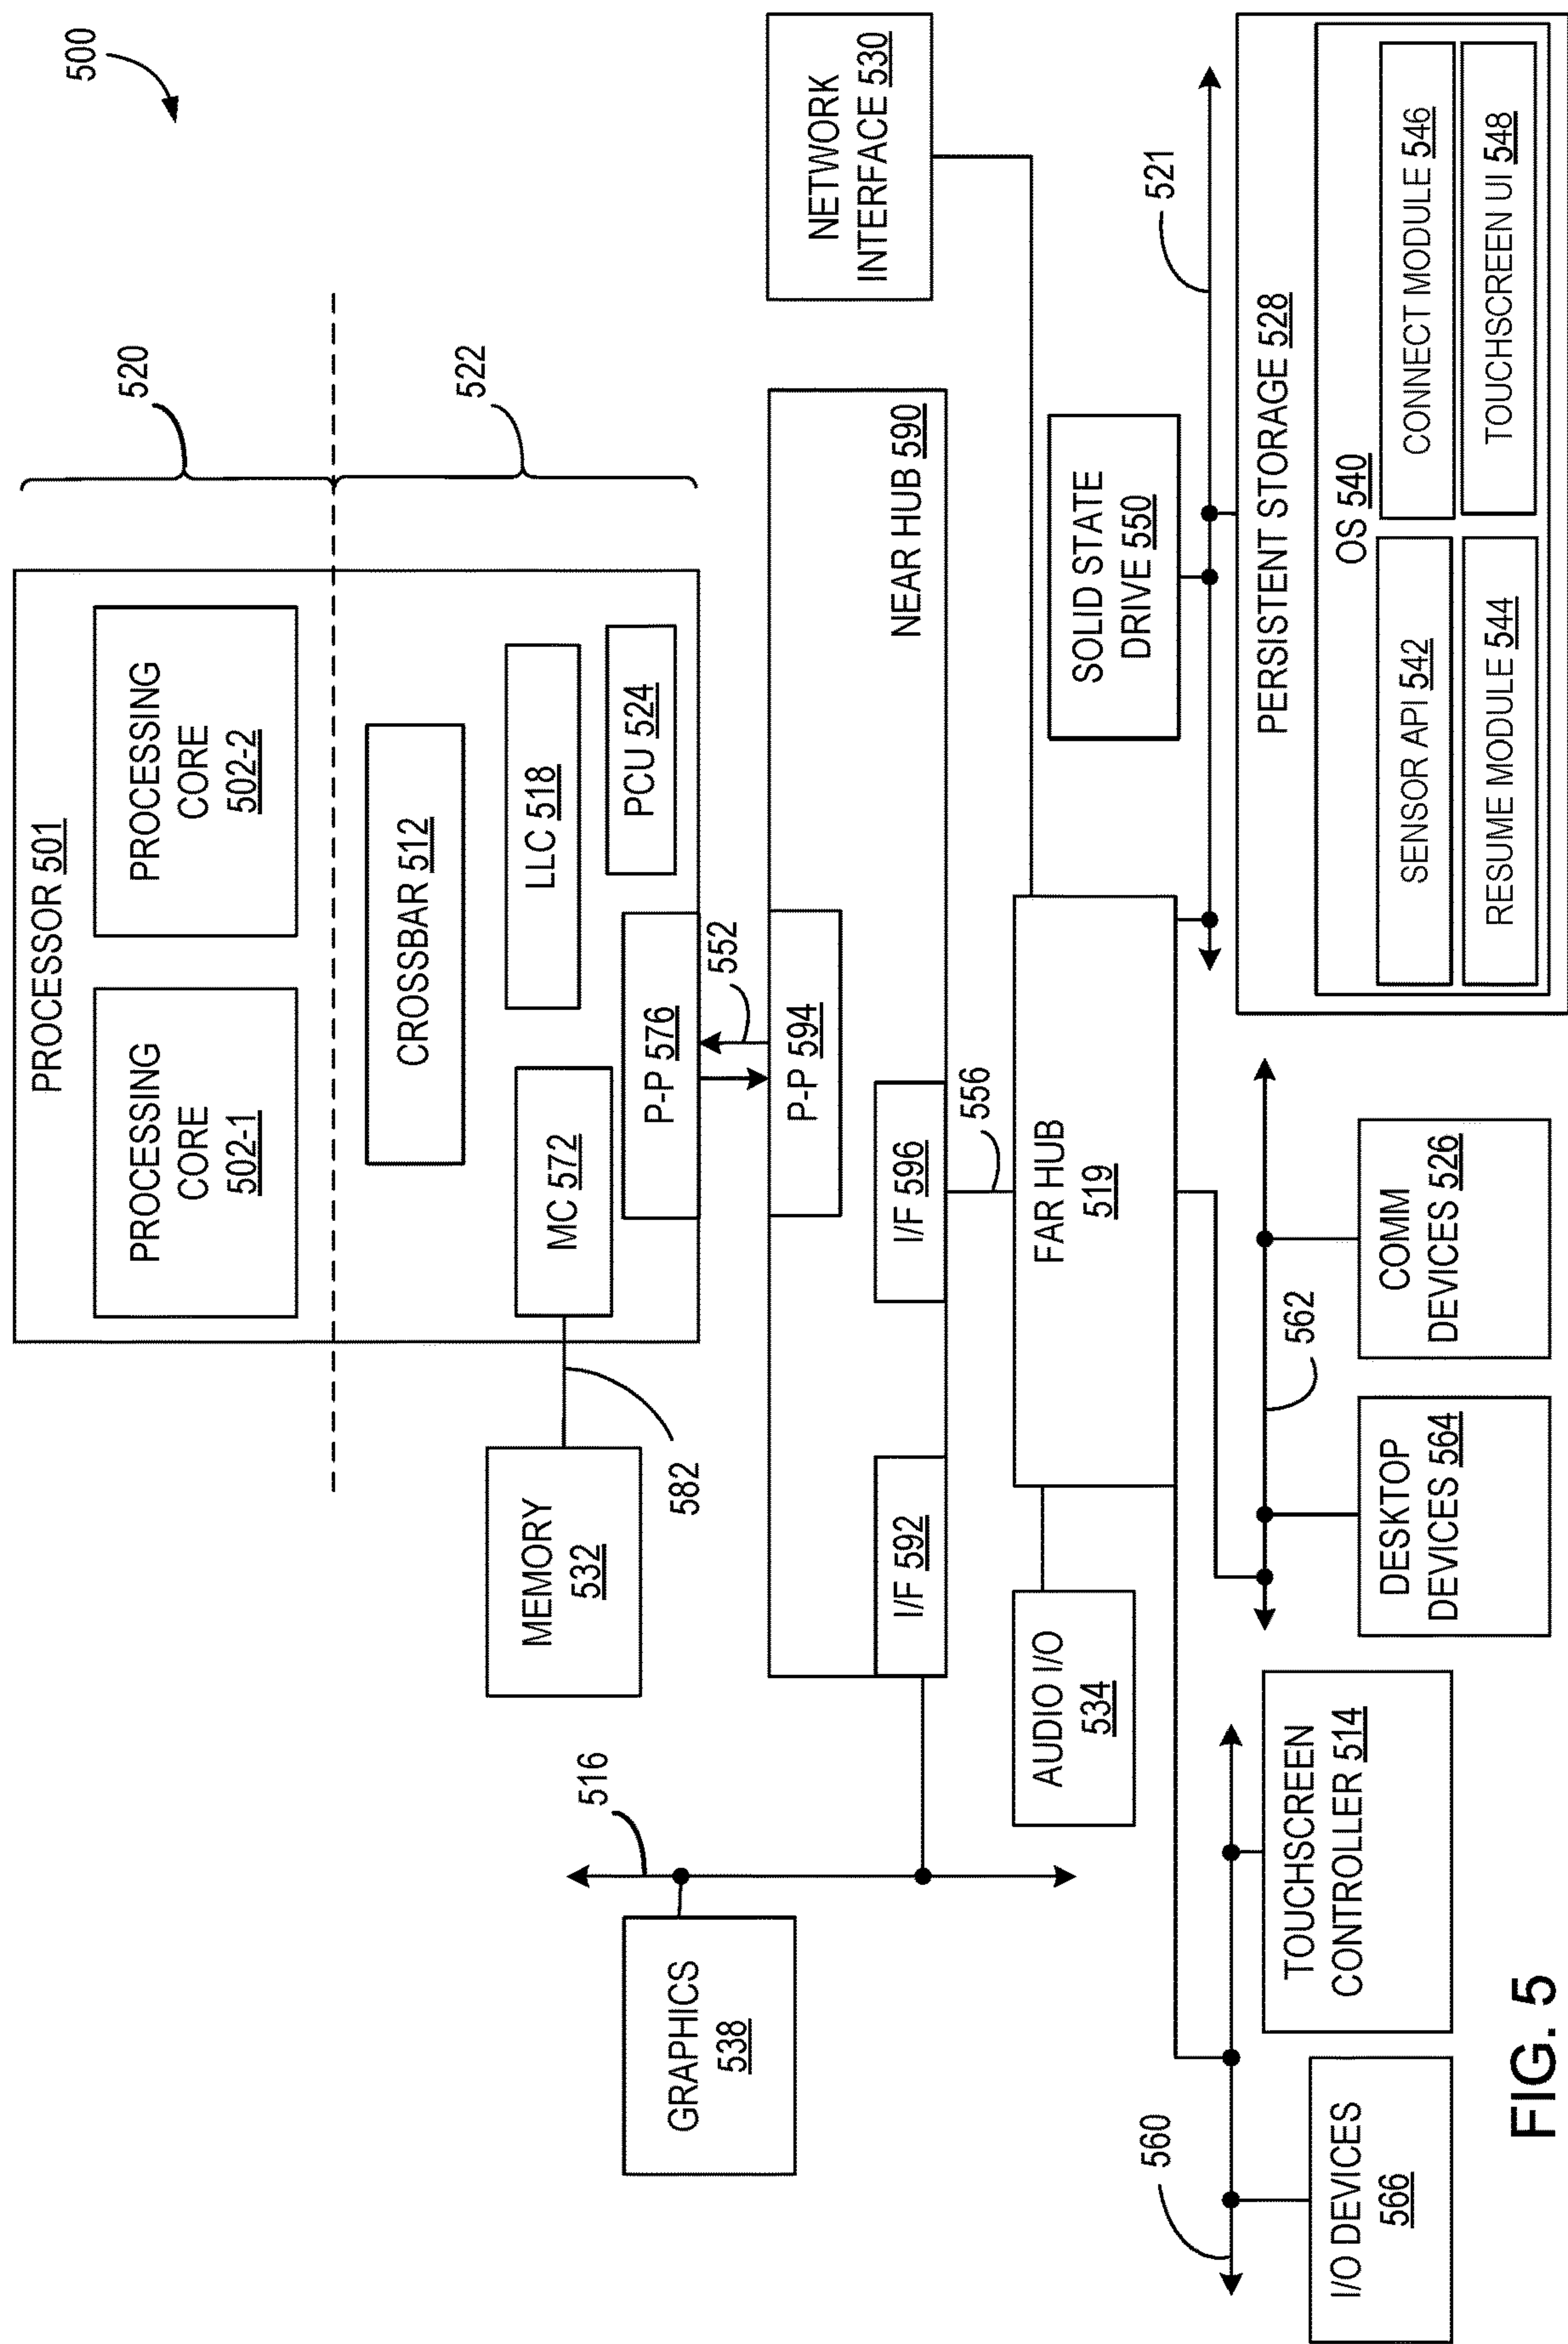 500
520
522
PROCESSOR 501
PROCESSING
CORE
502-1
PROCESSING
CORE
502-2
CROSSBAR 512
LLC 518
MC 572
PCU 524
P-P 576
MEMORY
532
582
552
P-P 594
NEAR HUB 590
I/F 592
I/F 596
NETWORK
INTERFACE 530
516
GRAPHICS
538
556
AUDIO I/O
534
FAR HUB
519
SOLID STATE
DRIVE 550
521
PERSISTENT STORAGE 528
OS 540
SENSOR API 542
CONNECT MODULE 546
RESUME MODULE 544
TOUCHSCREEN UI 548
560
562
I/O DEVICES
566
TOUCHSCREEN
CONTROLLER 514
DESKTOP
DEVICES 564
COMM
DEVICES 526
FIG. 5